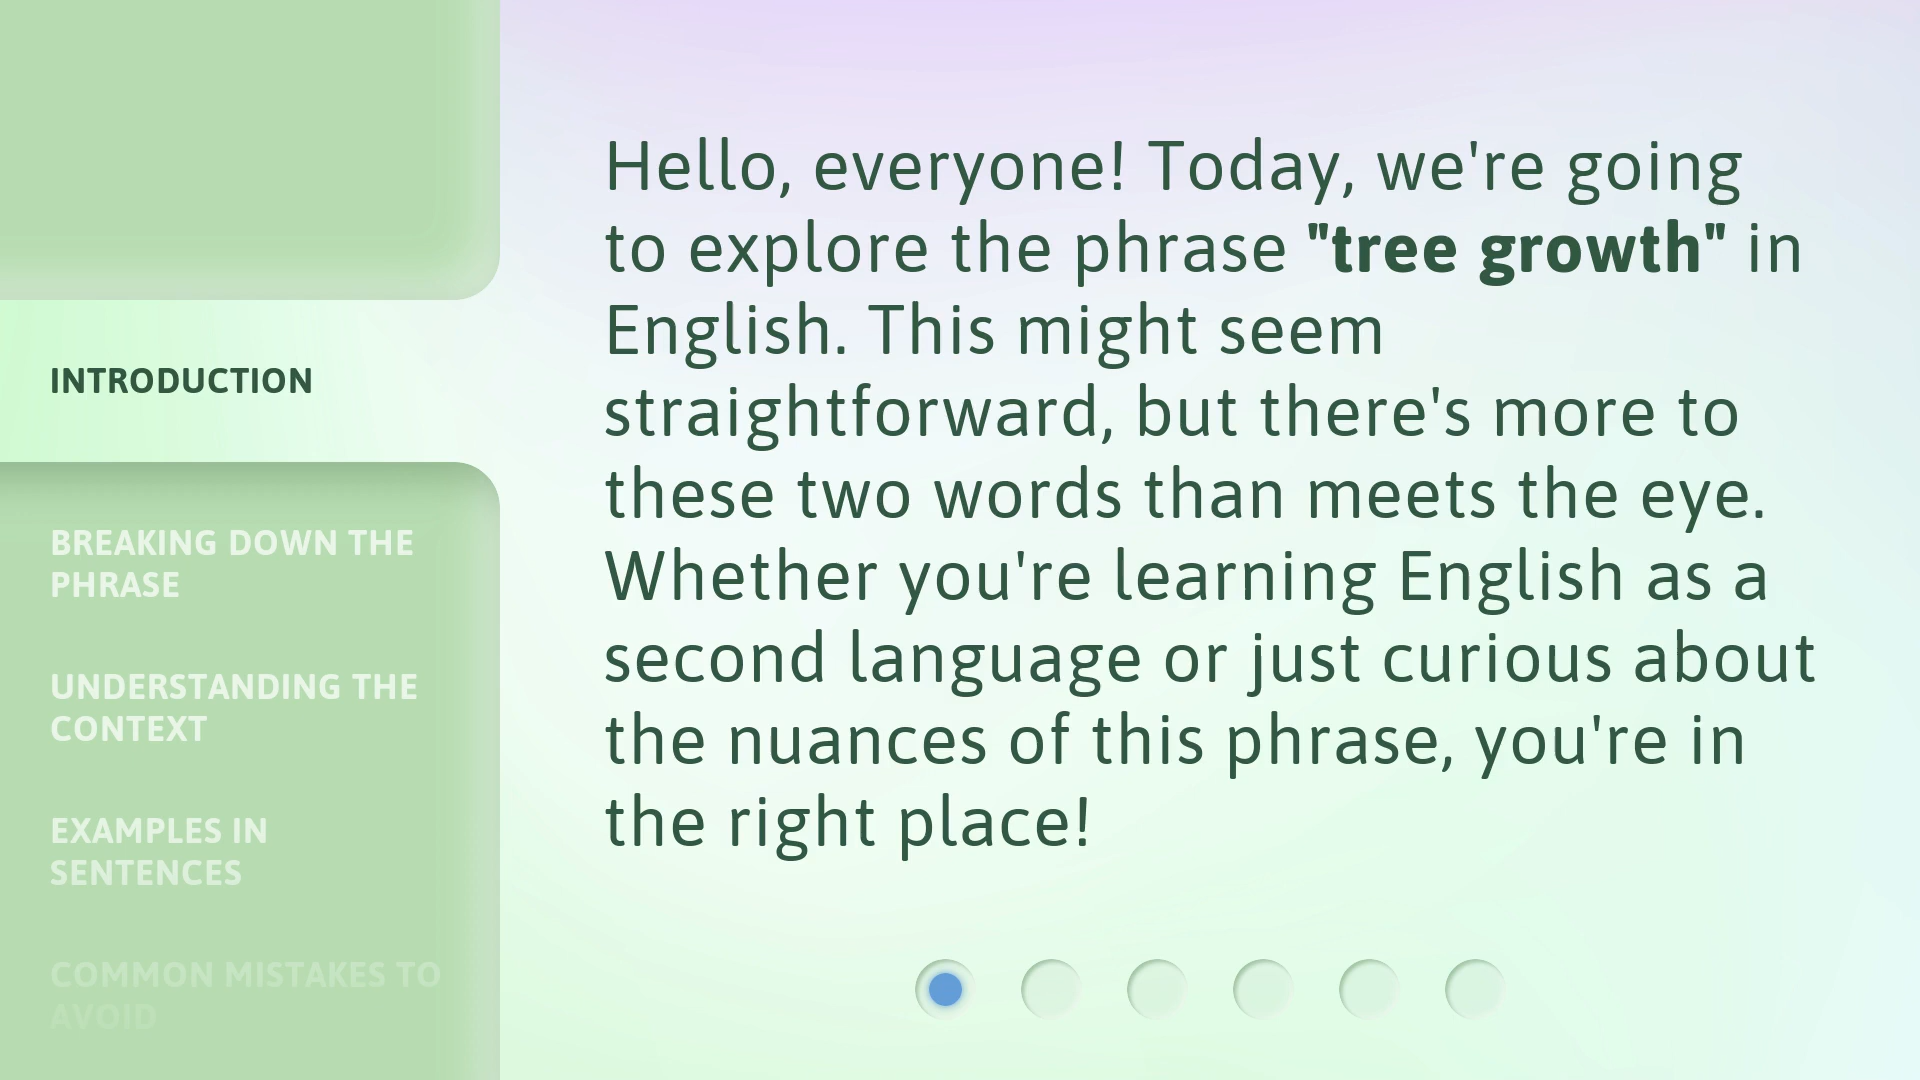 INTRODUCTION
BREAKING DOWN THE
PHRASE
UNDERSTANDING THE
CONTEXT
EXAMPLES IN
SENTENCES
COMMON MISTAKES TO
AVOID
Hello, everyone! Today, we're going
to explore the phrase "tree growth" in
English. This might seem
straightforward, but there's more to
these two words than meets the eye.
Whether you're learning English as a
second language or just curious about
the nuances of this phrase, you're in
the right place!